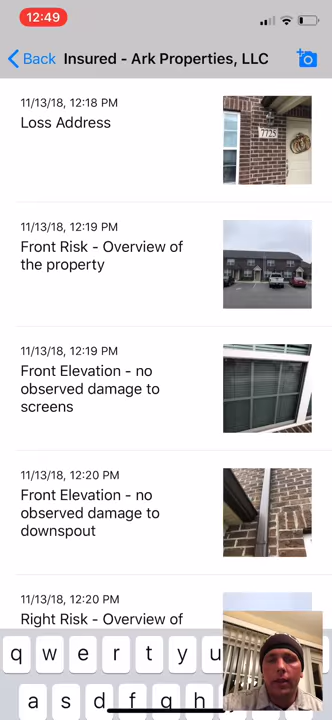 12:49
Back Insured - Ark Properties, LLC
11/13/18, 12:18 PM
Loss Address
7725
11/13/18, 12:19 PM
Front Risk - Overview of
the property
11/13/18, 12:19 PM
Front Elevation - no
observed damage to
screens
11/13/18, 12:20 PM
Front Elevation - no
observed damage to
downspout
11/13/18, 12:20 PM
Right Risk - Overview of
q w e r t y u
a s d f g h